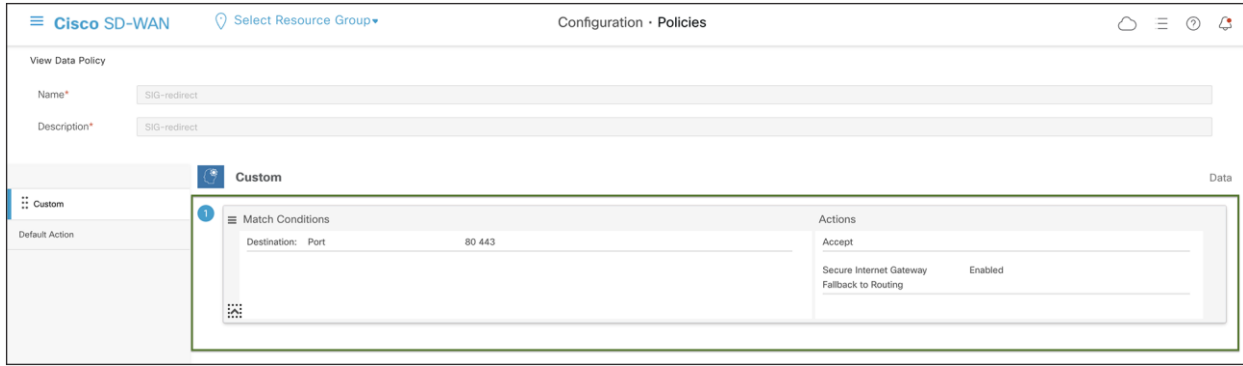 Cisco SD-WAN Select Resource Group▾ Configuration · Policies
View Data Policy
Name* SIG-redirect
Description* SIG-redirect
Custom Data
Custom
Default Action
1 Match Conditions Actions
Destination: Port 80 443 Accept
Secure Internet Gateway Enabled
Fallback to Routing